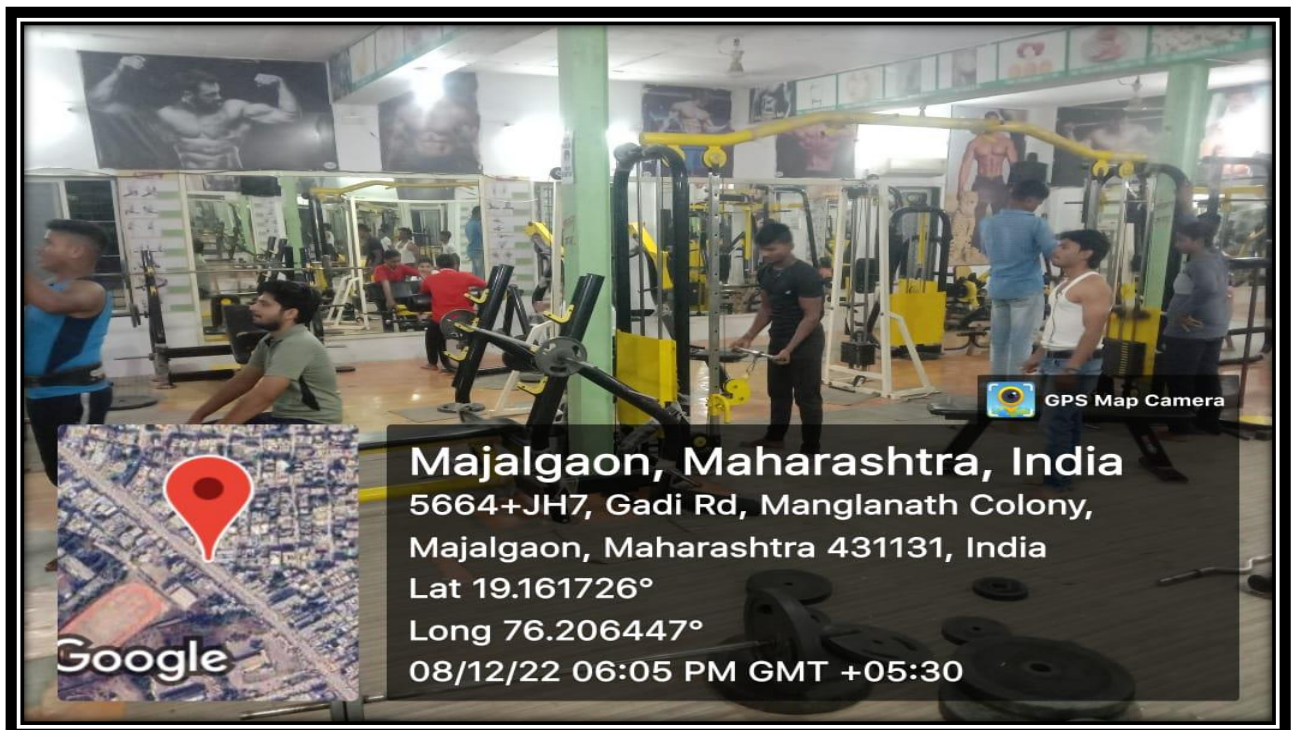 GPS Map Camera
Majalgaon, Maharashtra, India
5664+JH7, Gadi Rd, Manglanath Colony,
Majalgaon, Maharashtra 431131, India
Lat 19.161726°
Long 76.206447°
08/12/22 06:05 PM GMT +05:30
Google